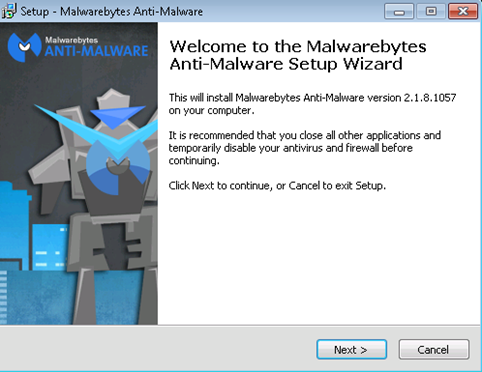 Setup - Malwarebytes Anti-Malware
Malwarebytes
ANTI-MALWARE
Welcome to the Malwarebytes
Anti-Malware Setup Wizard
This will install Malwarebytes Anti-Malware version 2.1.8.1057
on your computer.
It is recommended that you close all other applications and
temporarily disable your antivirus and firewall before
continuing.
Click Next to continue, or Cancel to exit Setup.
Next >
Cancel